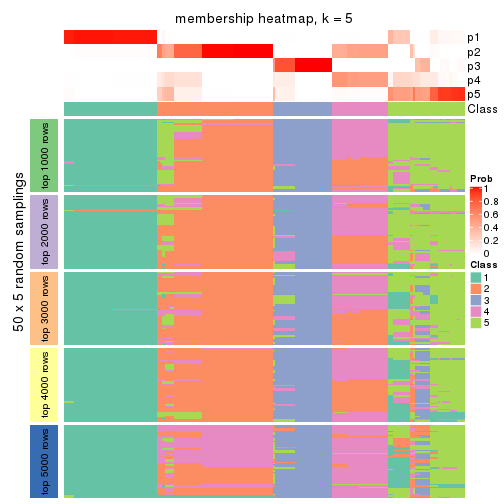 membership heatmap, k = 5
p1
p2
p3
p4
p5
Class
50 x 5 random samplings
top 1000 rows
top 2000 rows
top 3000 rows
top 4000 rows
top 5000 rows
Prob
1
0.8
0.6
0.4
0.2
0
Class
1
2
3
4
5